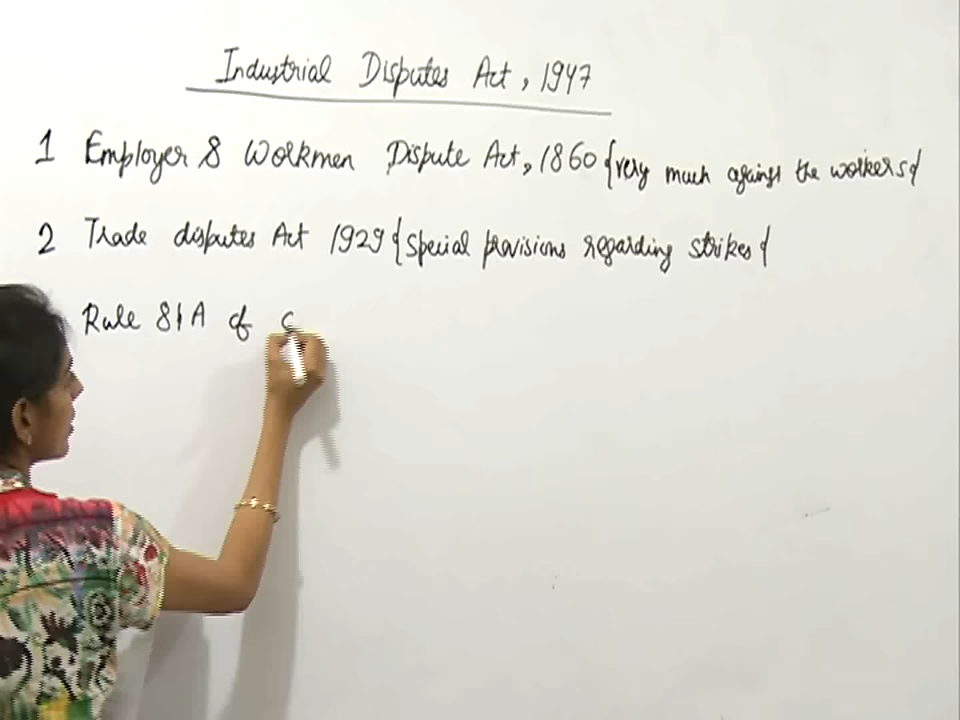 Industrial Disputes Act, 1947
1 Employer & Workmen Dispute Act, 1860 {very much against the workers{
2 Trade disputes Act 1929 {special provisions regarding strikes{
Rule 81A of